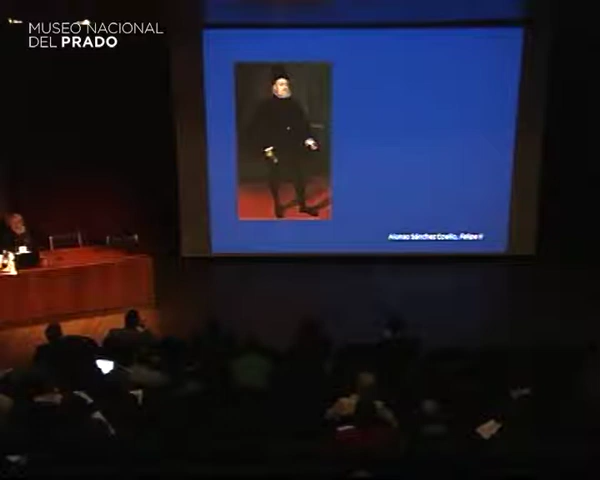 MUSEO NACIONAL
DEL PRADO
Alonso Sánchez Coello, Felipe II